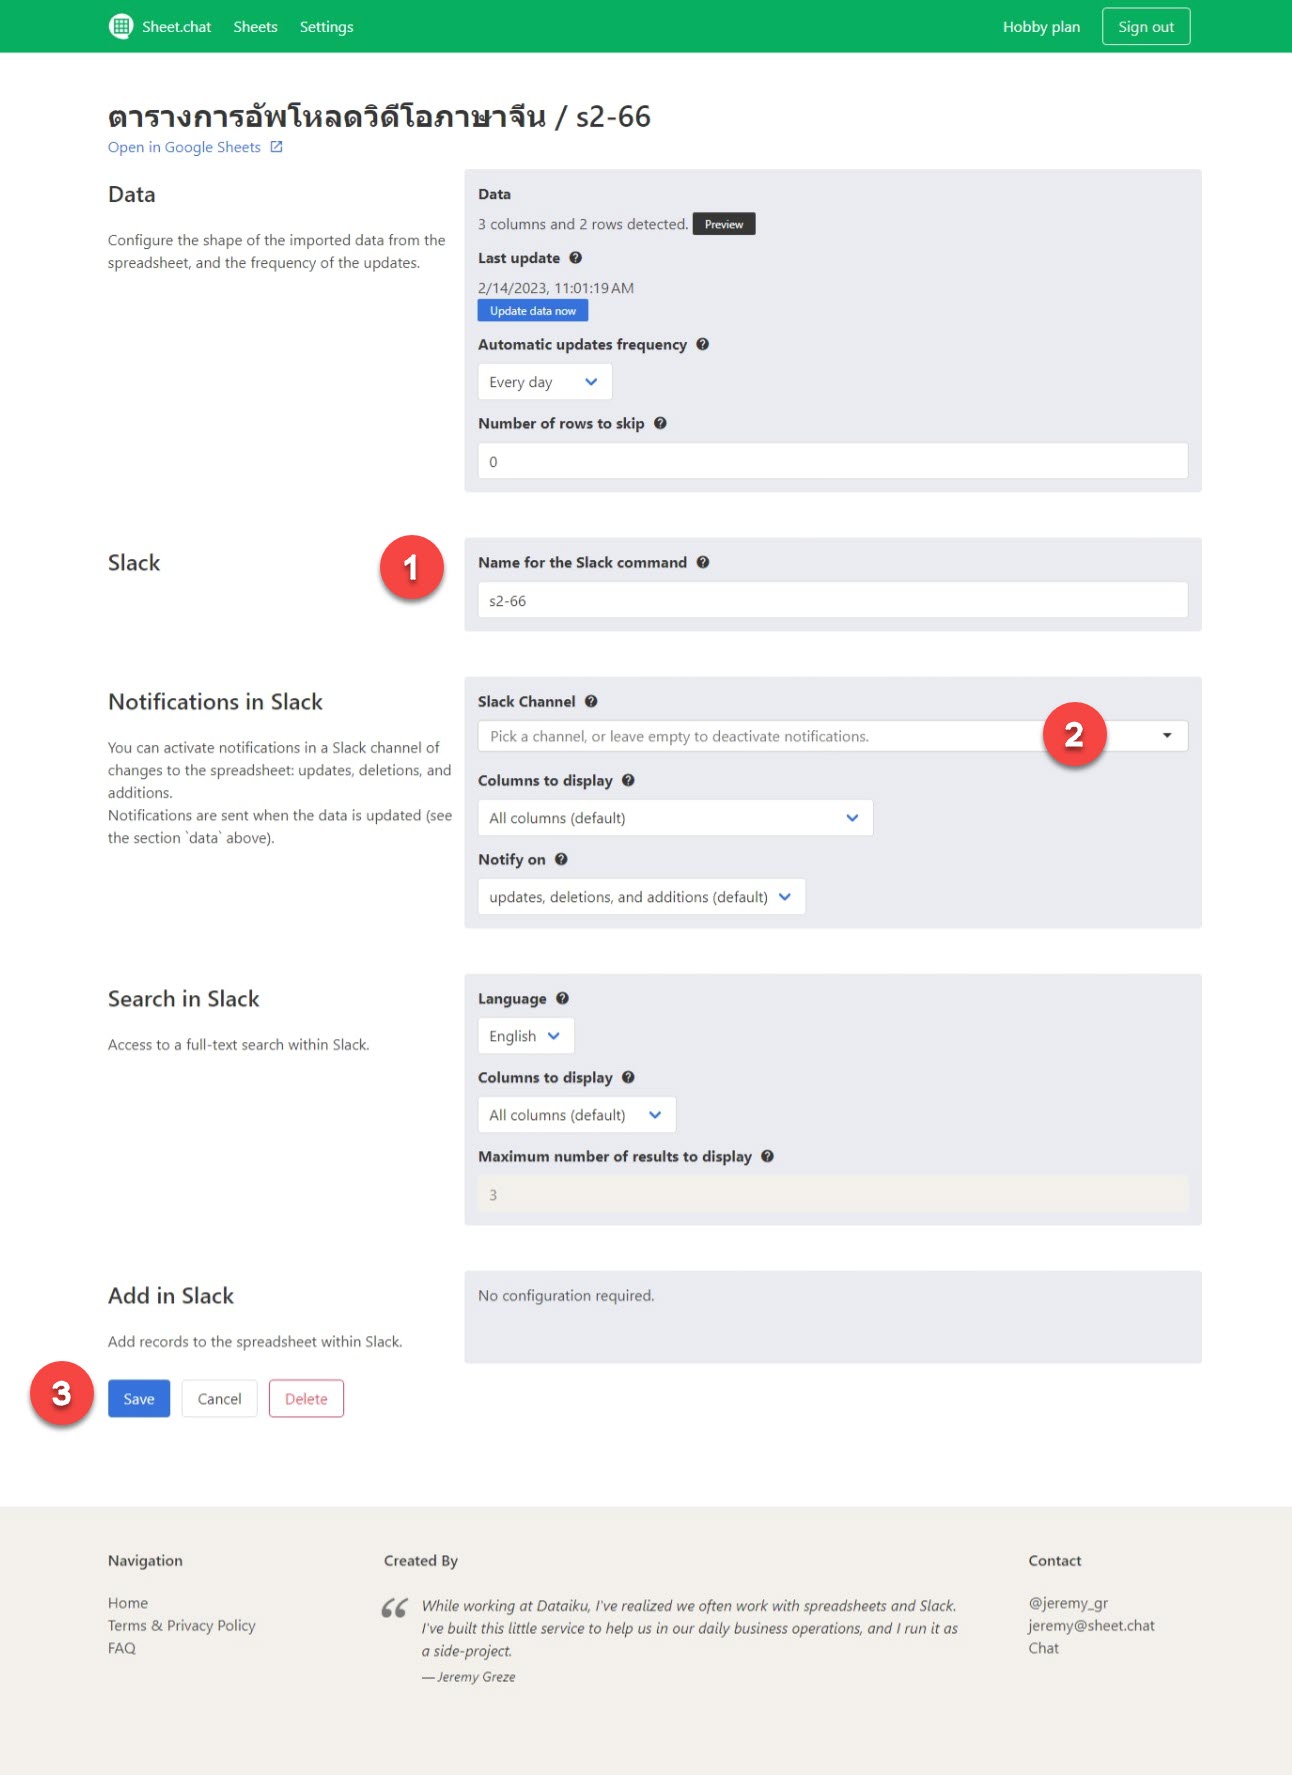 Sheet.chat Sheets Settings Hobby plan Sign out
ตารางการอัพโหลดวิดีโอภาษาจีน / s2-66
Open in Google Sheets
Data
Configure the shape of the imported data from the
spreadsheet, and the frequency of the updates.
Data
3 columns and 2 rows detected. Preview
Last update
2/14/2023, 11:01:19 AM
Update data now
Automatic updates frequency
Every day
Number of rows to skip
0
Slack
1
Name for the Slack command
s2-66
Notifications in Slack
You can activate notifications in a Slack channel of
changes to the spreadsheet: updates, deletions, and
additions.
Notifications are sent when the data is updated (see
the section `data` above).
Slack Channel
Pick a channel, or leave empty to deactivate notifications.
2
Columns to display
All columns (default)
Notify on
updates, deletions, and additions (default)
Search in Slack
Access to a full-text search within Slack.
Language
English
Columns to display
All columns (default)
Maximum number of results to display
3
Add in Slack
Add records to the spreadsheet within Slack.
No configuration required.
3
Save Cancel Delete
Navigation
Home
Terms & Privacy Policy
FAQ
Created By
“ While working at Dataiku, I've realized we often work with spreadsheets and Slack.
I've built this little service to help us in our daily business operations, and I run it as
a side-project.
— Jeremy Greze
Contact
@jeremy_gr
jeremy@sheet.chat
Chat